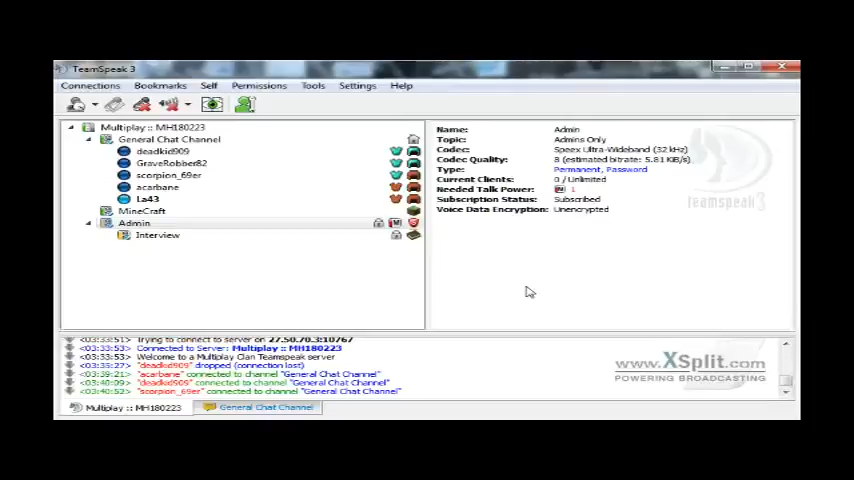 TeamSpeak 3
Connections Bookmarks Self Permissions Tools Settings Help
Multiplay :: MH180223
General Chat Channel
deadkid909
GraveRobber82
scorpion_69er
acarbane
La43
MineCraft
Admin
Interview
Name: Admin
Topic: Admins Only
Codec: Speex Ultra-Wideband (32 kHz)
Codec Quality: 8 (estimated bitrate: 5.81 KiB/s)
Type: Permanent, Password
Current Clients: 0 / Unlimited
Needed Talk Power: 1
Subscription Status: Subscribed
Voice Data Encryption: Unencrypted
teamspeak 3
<03:33:51> Trying to connect to server on 27.50.70.3:10767
<03:33:53> Connected to Server: Multiplay :: MH180223
<03:33:53> Welcome to a Multiplay Clan Teamspeak server
<03:35:27> "deadkid909" dropped (connection lost)
<03:39:21> "acarbane" connected to channel "General Chat Channel"
<03:40:09> "deadkid909" connected to channel "General Chat Channel"
<03:40:52> "scorpion_69er" connected to channel "General Chat Channel"
www.XSplit.com
POWERING BROADCASTING
Multiplay :: MH180223
General Chat Channel